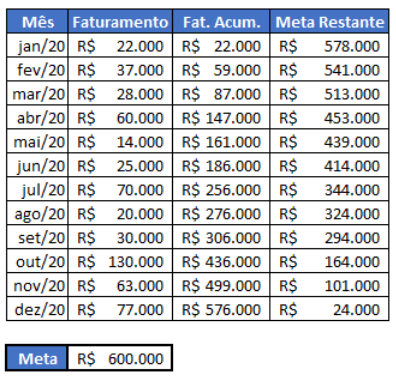 Mês Faturamento Fat. Acum. Meta Restante
jan/20 R$ 22.000 R$ 22.000 R$ 578.000
fev/20 R$ 37.000 R$ 59.000 R$ 541.000
mar/20 R$ 28.000 R$ 87.000 R$ 513.000
abr/20 R$ 60.000 R$ 147.000 R$ 453.000
mai/20 R$ 14.000 R$ 161.000 R$ 439.000
jun/20 R$ 25.000 R$ 186.000 R$ 414.000
jul/20 R$ 70.000 R$ 256.000 R$ 344.000
ago/20 R$ 20.000 R$ 276.000 R$ 324.000
set/20 R$ 30.000 R$ 306.000 R$ 294.000
out/20 R$ 130.000 R$ 436.000 R$ 164.000
nov/20 R$ 63.000 R$ 499.000 R$ 101.000
dez/20 R$ 77.000 R$ 576.000 R$ 24.000
Meta R$ 600.000